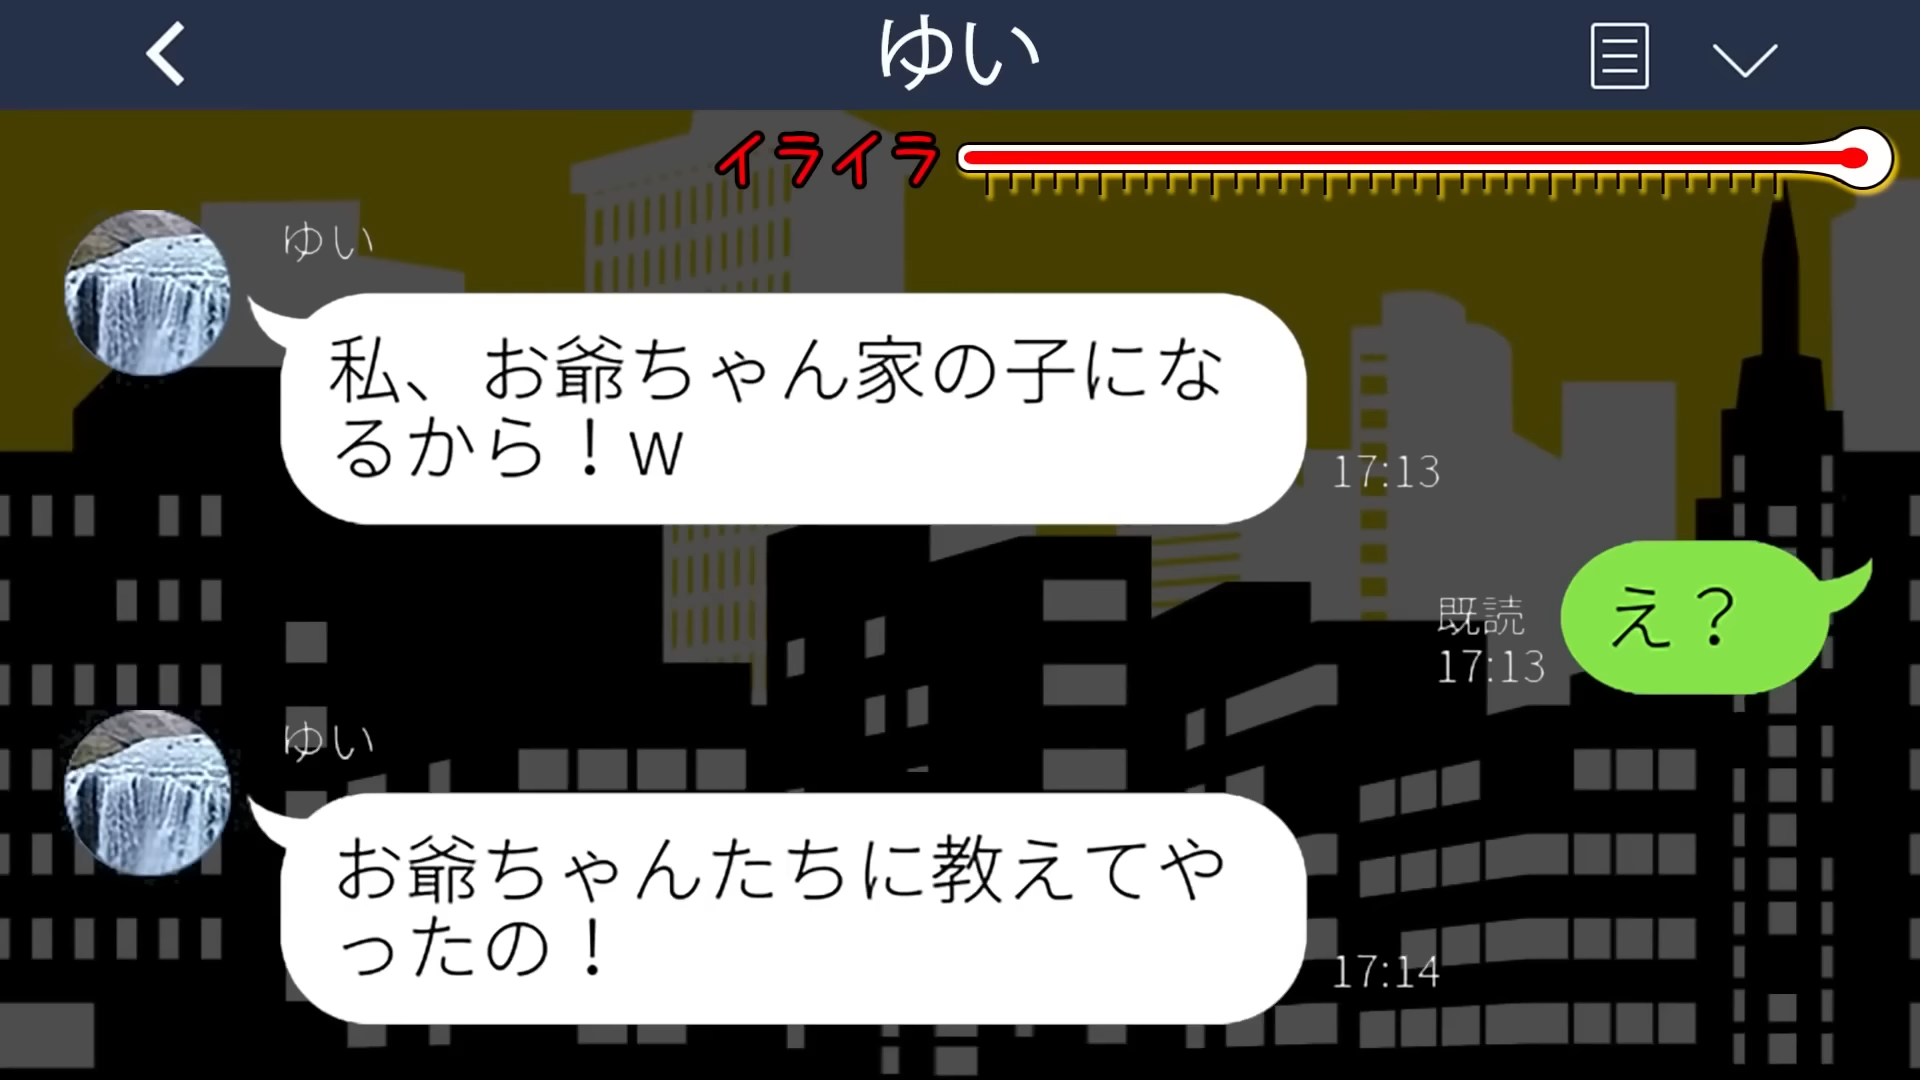 ゆい
イライラ
ゆい
私、お爺ちゃん家の子にな
るから！w
17:13
え？
既読
17:13
ゆい
お爺ちゃんたちに教えてや
ったの！
17:14